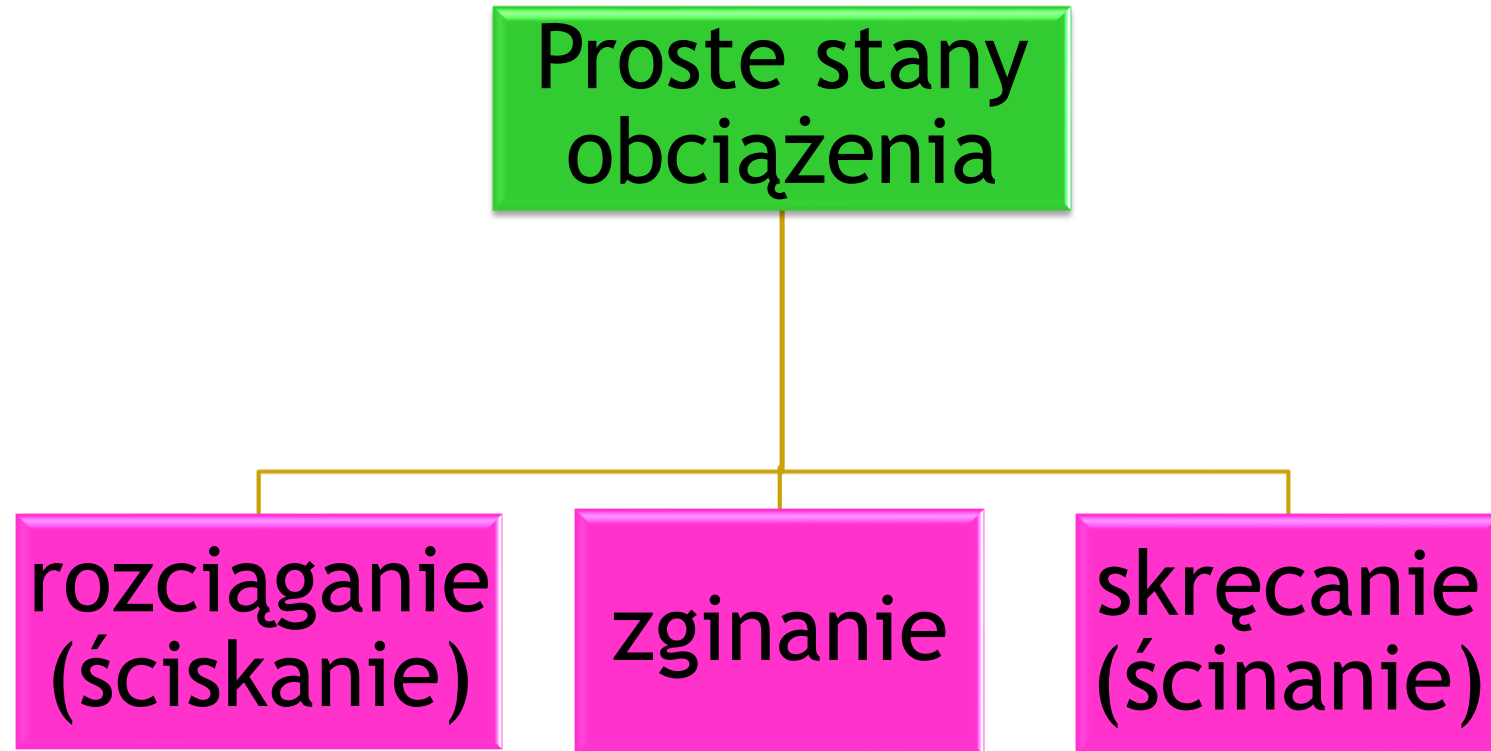 Proste stany
obciążenia
rozciąganie
(ściskanie)
zginanie
skręcanie
(ścinanie)